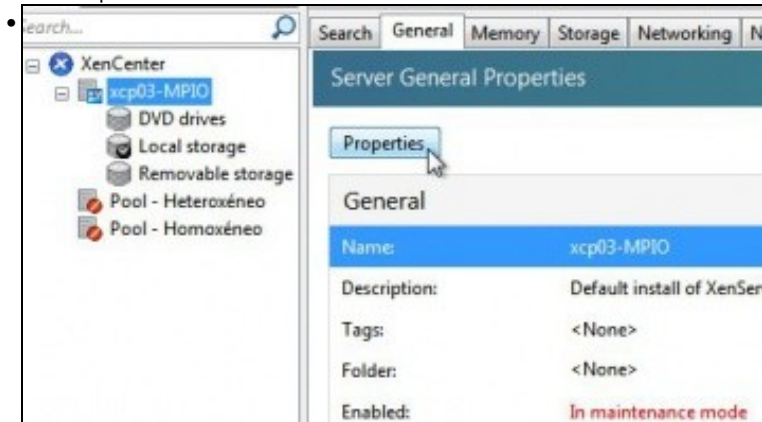 earch...
XenCenter
xcp03-MPIO
DVD drives
Local storage
Removable storage
Pool - Heteroxéneo
Pool - Homoxéneo
Search General Memory Storage Networking N
Server General Properties
Properties
General
Name: xcp03-MPIO
Description: Default install of XenSer
Tags: <None>
Folder: <None>
Enabled: In maintenance mode